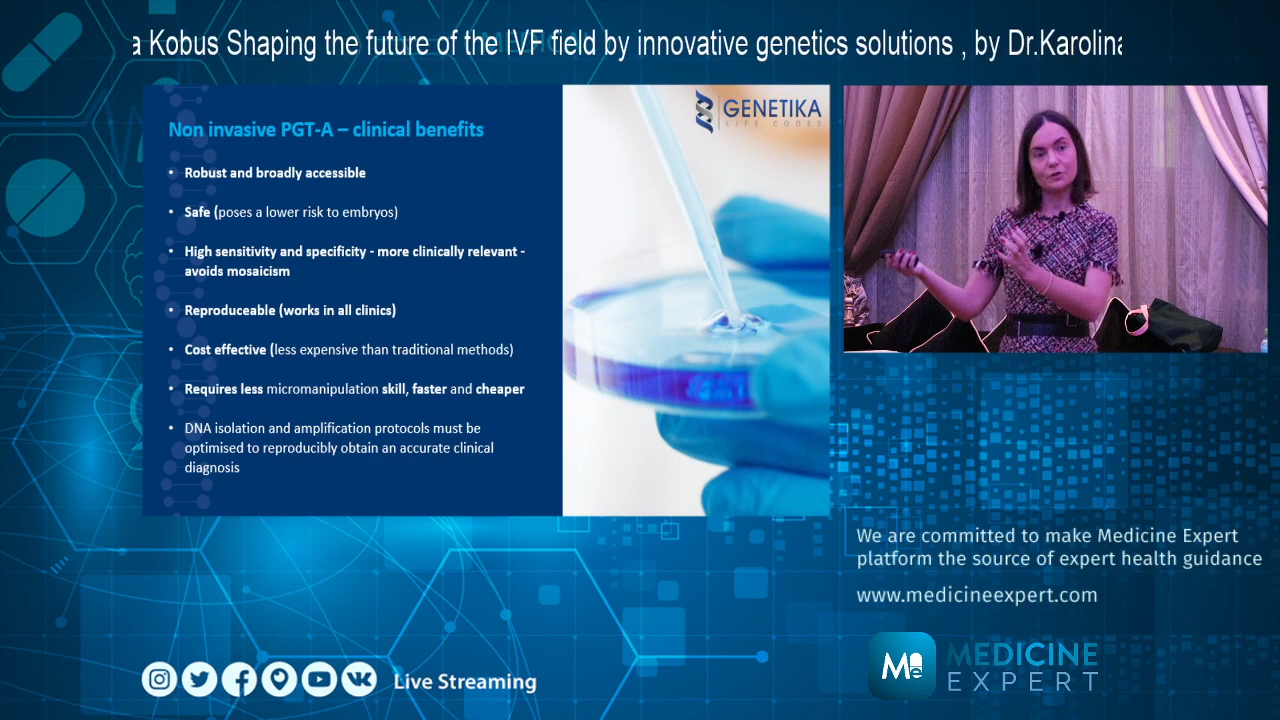 a Kobus Shaping the future of the IVF field by innovative genetics solutions , by Dr.Karolina
GENETIKA
LIFE CODES
Non invasive PGT-A – clinical benefits
• Robust and broadly accessible
• Safe (poses a lower risk to embryos)
• High sensitivity and specificity - more clinically relevant -
avoids mosaicism
• Reproduceable (works in all clinics)
• Cost effective (less expensive than traditional methods)
• Requires less micromanipulation skill, faster and cheaper
• DNA isolation and amplification protocols must be
optimised to reproducibly obtain an accurate clinical
diagnosis
We are committed to make Medicine Expert
platform the source of expert health guidance
www.medicineexpert.com
Me
MEDICINE
EXPERT
Live Streaming